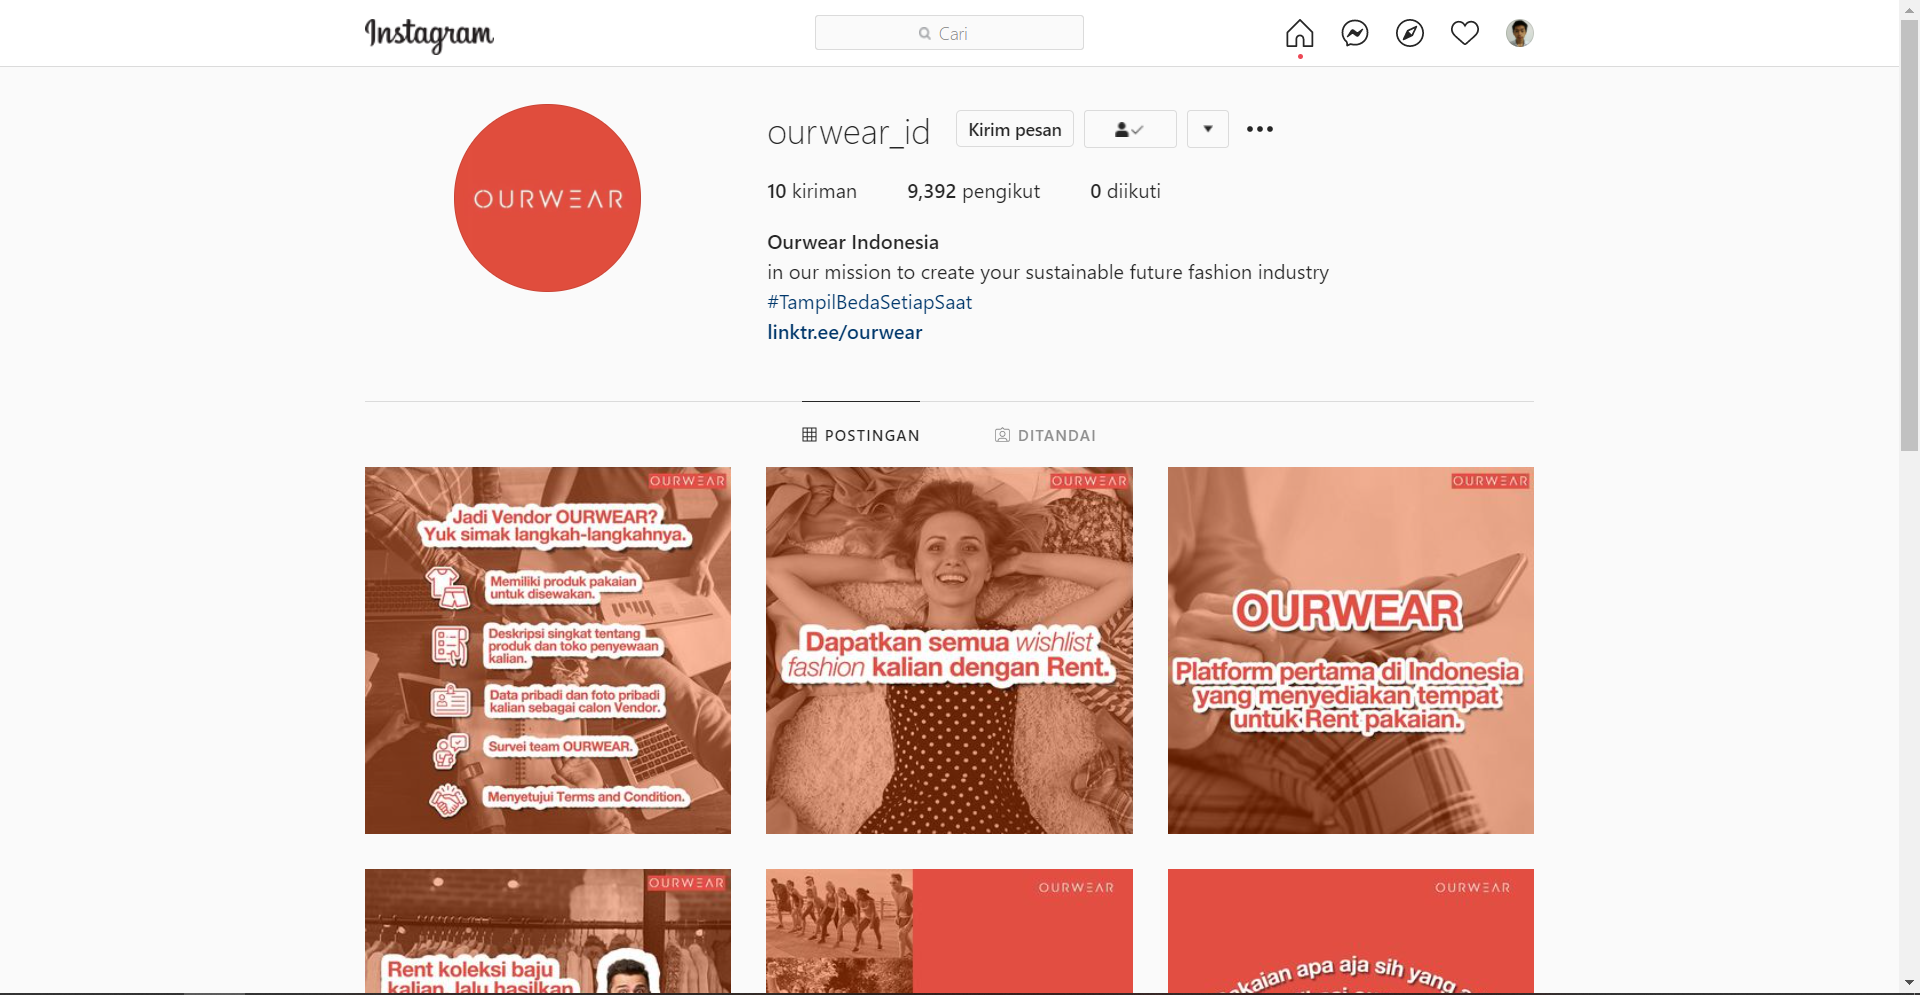 Instagram
Cari
ourwear_id
Kirim pesan
10 kiriman
9,392 pengikut
0 diikuti
Ourwear Indonesia
in our mission to create your sustainable future fashion industry
#TampilBedaSetiapSaat
linktr.ee/ourwear
OURWEAR
POSTINGAN
DITANDAI
OURWEAR
Jadi Vendor OURWEAR?
Yuk simak langkah-langkahnya.
Memiliki produk pakaian
untuk disewakan.
Deskripsi singkat tentang
produk dan toko penyewaan
kalian.
Data pribadi dan foto pribadi
kalian sebagai calon Vendor.
Survei team OURWEAR.
Menyetujui Terms and Condition.
OURWEAR
Dapatkan semua wishlist
fashion kalian dengan Rent.
OURWEAR
OURWEAR
Platform pertama di Indonesia
yang menyediakan tempat
untuk Rent pakaian.
OURWEAR
Rent koleksi baju
kalian, lalu hasilkan
OURWEAR
OURWEAR
apa aja sih yang